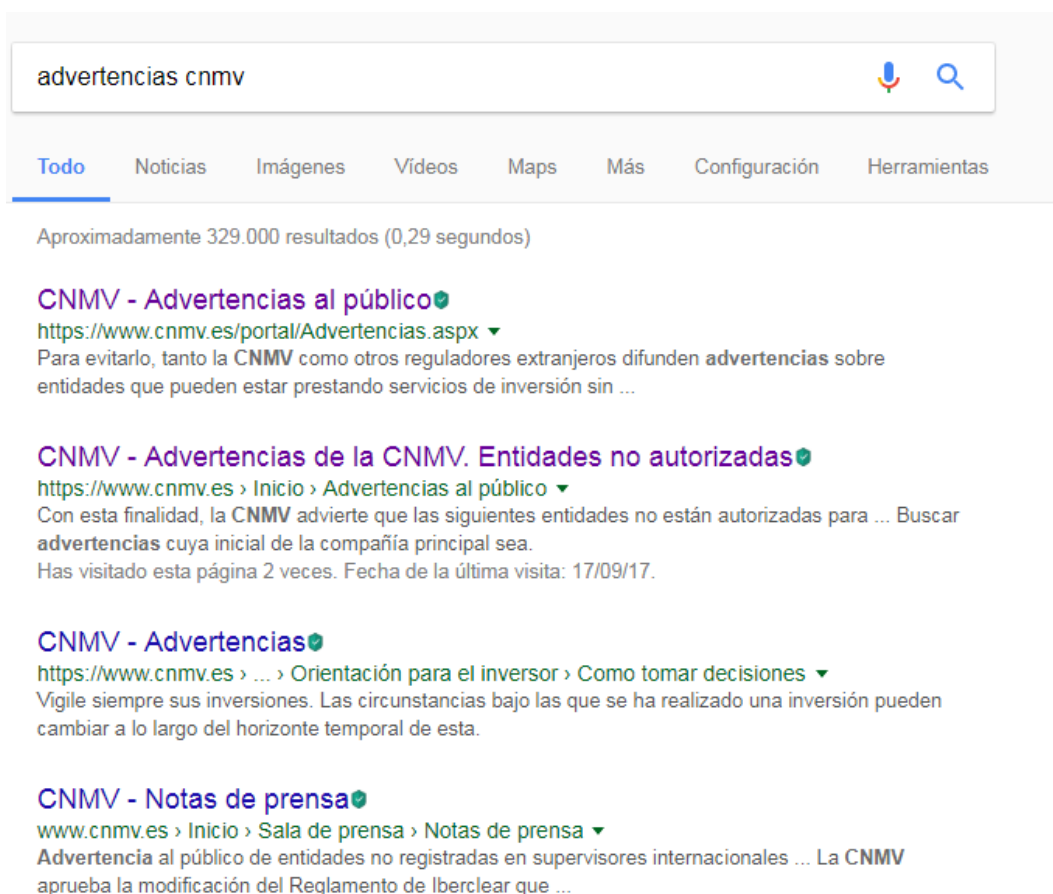 advertencias cnmv
Todo Noticias Imágenes Vídeos Maps Más Configuración Herramientas
Aproximadamente 329.000 resultados (0,29 segundos)
CNMV - Advertencias al público
https://www.cnmv.es/portal/Advertencias.aspx
Para evitarlo, tanto la CNMV como otros reguladores extranjeros difunden advertencias sobre
entidades que pueden estar prestando servicios de inversión sin ...
CNMV - Advertencias de la CNMV. Entidades no autorizadas
https://www.cnmv.es › Inicio › Advertencias al público
Con esta finalidad, la CNMV advierte que las siguientes entidades no están autorizadas para ... Buscar
advertencias cuya inicial de la compañía principal sea.
Has visitado esta página 2 veces. Fecha de la última visita: 17/09/17.
CNMV - Advertencias
https://www.cnmv.es › ... › Orientación para el inversor › Como tomar decisiones
Vigile siempre sus inversiones. Las circunstancias bajo las que se ha realizado una inversión pueden
cambiar a lo largo del horizonte temporal de esta.
CNMV - Notas de prensa
www.cnmv.es › Inicio › Sala de prensa › Notas de prensa
Advertencia al público de entidades no registradas en supervisores internacionales ... La CNMV
aprueba la modificación del Reglamento de Iberclear que ...